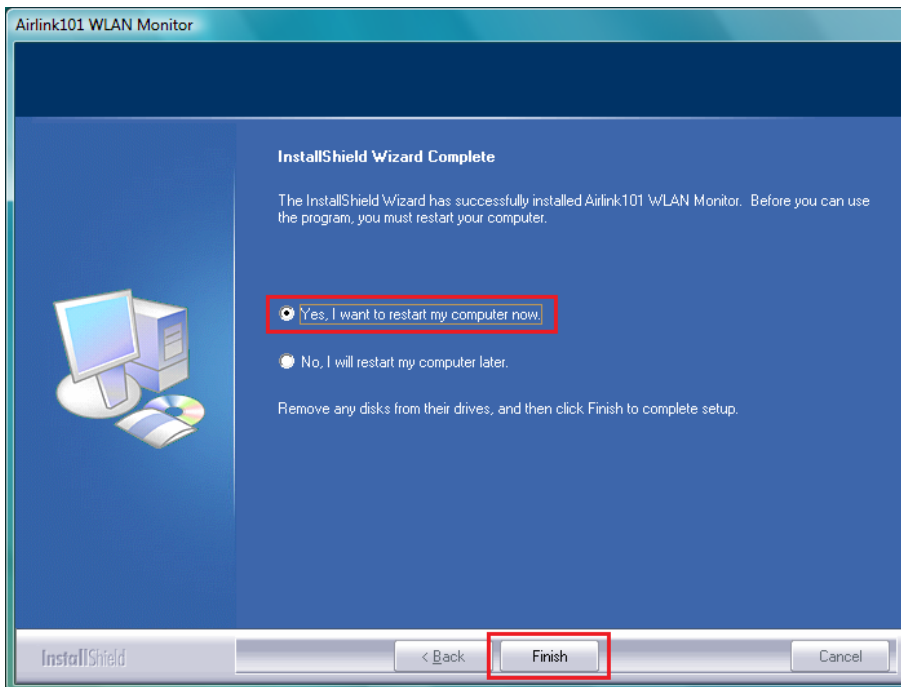 Airlink101 WLAN Monitor
InstallShield Wizard Complete
The InstallShield Wizard has successfully installed Airlink101 WLAN Monitor. Before you can use
the program, you must restart your computer.
Yes, I want to restart my computer now.
No, I will restart my computer later.
Remove any disks from their drives, and then click Finish to complete setup.
InstallShield
< Back
Finish
Cancel